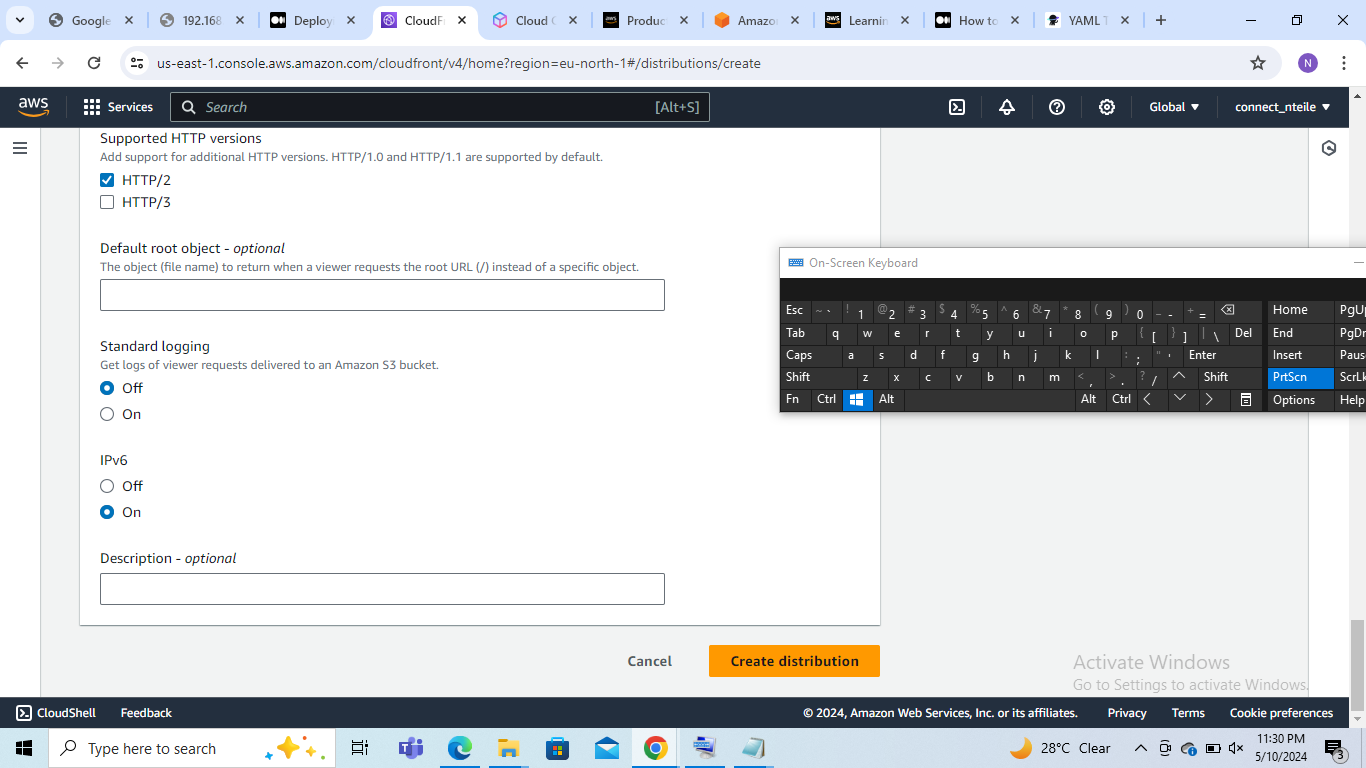 Google
192.168
Deploy
CloudF
Cloud
Produc
Amazo
Learnin
How to
YAML T
us-east-1.console.aws.amazon.com/cloudfront/v4/home?region=eu-north-1#/distributions/create
N
aws
Services
Search
[Alt+S]
Global
connect_nteile
Supported HTTP versions
Add support for additional HTTP versions. HTTP/1.0 and HTTP/1.1 are supported by default.
HTTP/2
HTTP/3
Default root object - optional
The object (file name) to return when a viewer requests the root URL (/) instead of a specific object.
Standard logging
Get logs of viewer requests delivered to an Amazon S3 bucket.
Off
On
IPv6
Off
On
Description - optional
Cancel
Create distribution
On-Screen Keyboard
Esc ~ ` ! 1 @ 2 # 3 $ 4 % 5 ^ 6 & 7 * 8 ( 9 ) 0 _ - + = Home PgUp
Tab q w e r t y u i o p { [ } ] | \ Del End PgDn
Caps a s d f g h j k l : ; " ' Enter Insert Paus
Shift z x c v b n m < , > . ? / Shift PrtScn ScrLk
Fn Ctrl Alt Alt Ctrl Options Help
Activate Windows
Go to Settings to activate Windows.
CloudShell
Feedback
© 2024, Amazon Web Services, Inc. or its affiliates.
Privacy
Terms
Cookie preferences
Type here to search
28°C Clear
11:30 PM
5/10/2024
3